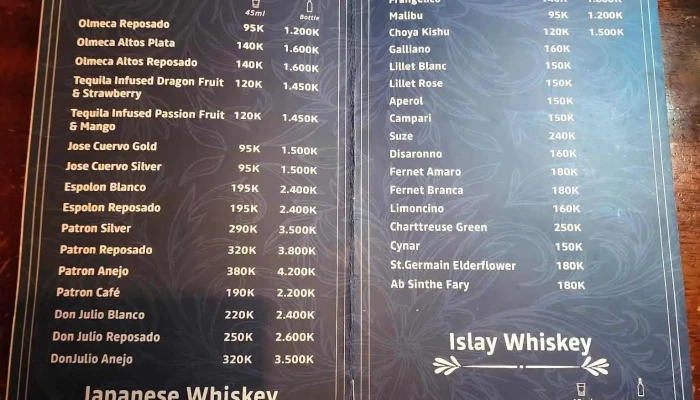 45ml Bottle
Olmeca Reposado 95K 1.200K
Olmeca Altos Plata 140K 1.600K
Olmeca Altos Reposado 140K 1.600K
Tequila Infused Dragon Fruit 120K 1.450K
& Strawberry
Tequila Infused Passion Fruit 120K 1.450K
& Mango
Jose Cuervo Gold 95K 1.500K
Jose Cuervo Silver 95K 1.500K
Espolon Blanco 195K 2.400K
Espolon Reposado 195K 2.400K
Patron Silver 290K 3.500K
Patron Reposado 320K 3.800K
Patron Anejo 380K 4.200K
Patron Café 190K 2.200K
Don Julio Blanco 220K 2.400K
Don Julio Reposado 250K 2.600K
DonJulio Anejo 320K 3.500K
Japanese Whiskey
Frangelico
Malibu 95K 1.200K
Choya Kishu 120K 1.500K
Galliano 160K
Lillet Blanc 150K
Lillet Rose 150K
Aperol 150K
Campari 150K
Suze 240K
Disaronno 160K
Fernet Amaro 180K
Fernet Branca 180K
Limoncino 160K
Charttreuse Green 250K
Cynar 150K
St.Germain Elderflower 180K
Ab Sinthe Fary 180K
Islay Whiskey